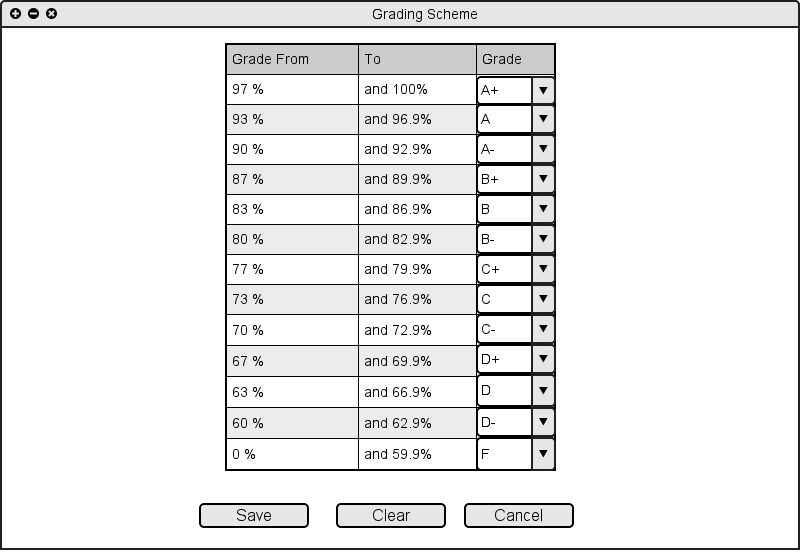 Grading Scheme
Grade From To Grade
97 % and 100% A+
93 % and 96.9% A
90 % and 92.9% A-
87 % and 89.9% B+
83 % and 86.9% B
80 % and 82.9% B-
77 % and 79.9% C+
73 % and 76.9% C
70 % and 72.9% C-
67 % and 69.9% D+
63 % and 66.9% D
60 % and 62.9% D-
0 % and 59.9% F
Save Clear Cancel